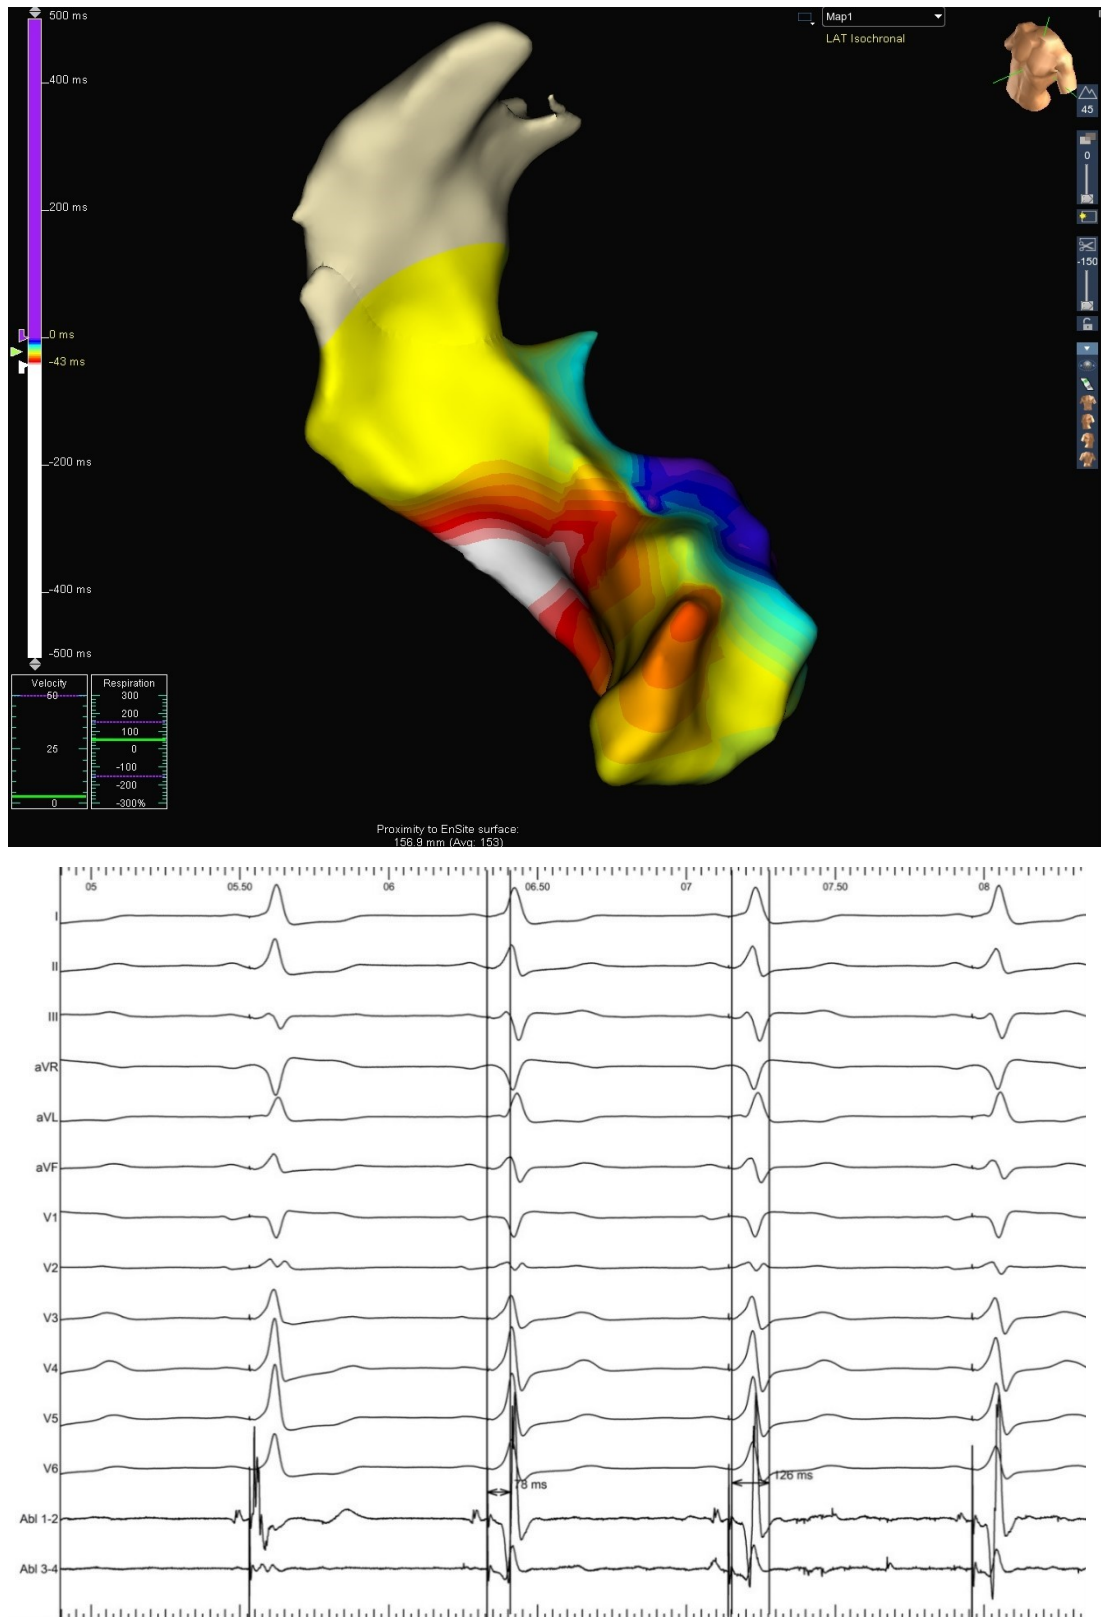 500 ms
Map1
LAT Isochronal
400 ms
45
0
200 ms
-150
0 ms
-43 ms
-200 ms
-400 ms
-500 ms
Velocity
Respiration
50
300
200
100
25
0
-100
-200
0
-300%
Proximity to EnSite surface:
156.9 mm (Avg: 153)
05
05.50
06
06.50
07
07.50
08
I
II
III
aVR
aVL
aVF
V1
V2
V3
V4
V5
V6
78 ms
126 ms
Abl 1-2
Abl 3-4